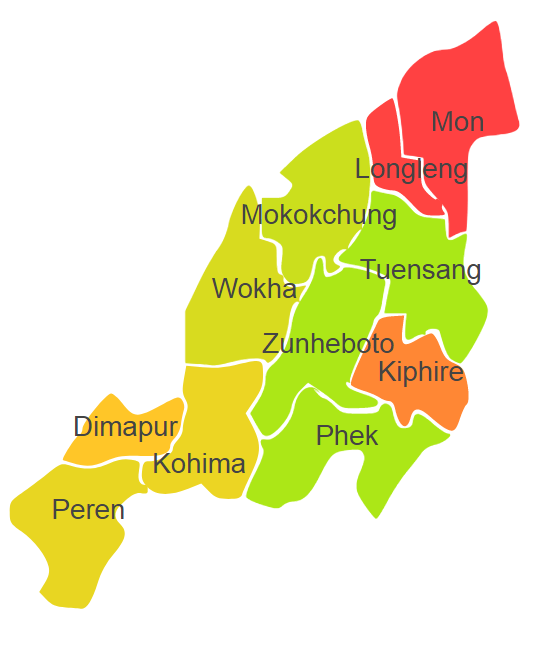 Mon
Longleng
Mokokchung
Tuensang
Wokha
Zunheboto
Kiphire
Dimapur
Phek
Kohima
Peren